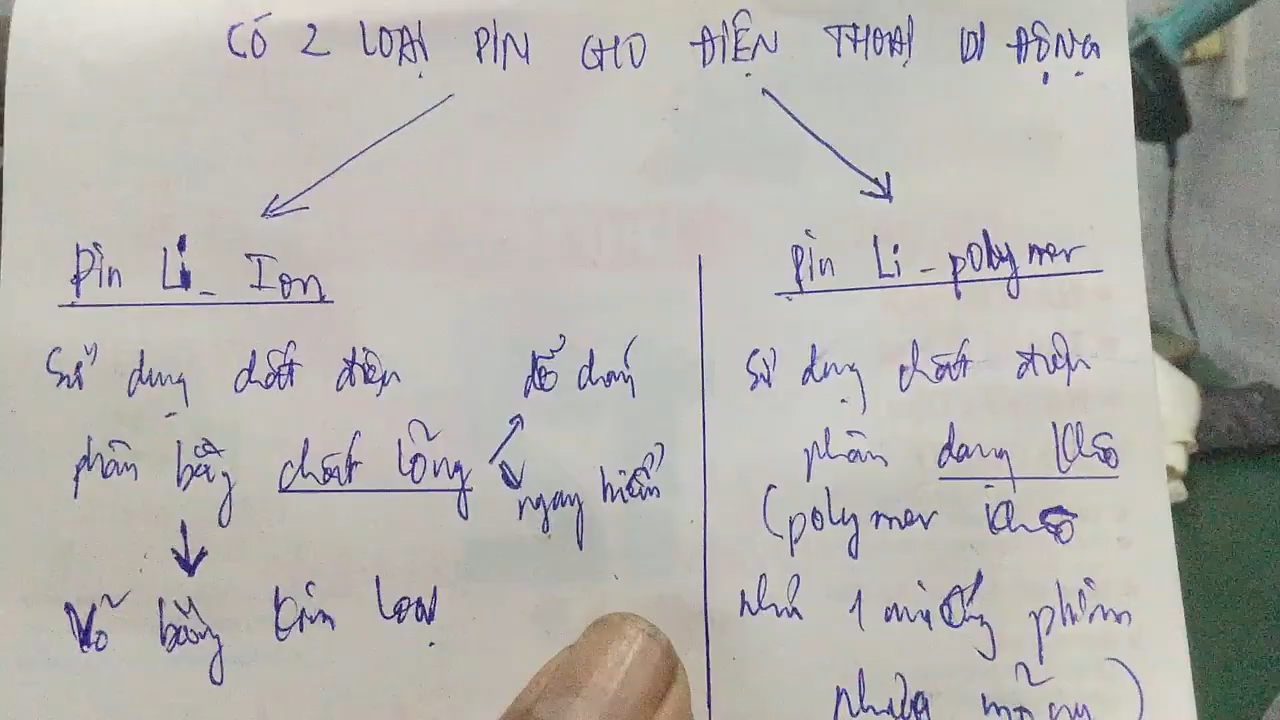 CÓ 2 LOẠI PIN CHO ĐIỆN THOẠI DI ĐỘNG
Pin Li - Ion
Sử dụng chất điện
phân bằng chất lỏng
dễ cháy
nguy hiểm
Vỏ bằng kim loại
Pin Li - polymer
Sử dụng chất điện
phân dạng khô
(polymer khô
như 1 miếng phim
nhựa mỏng)